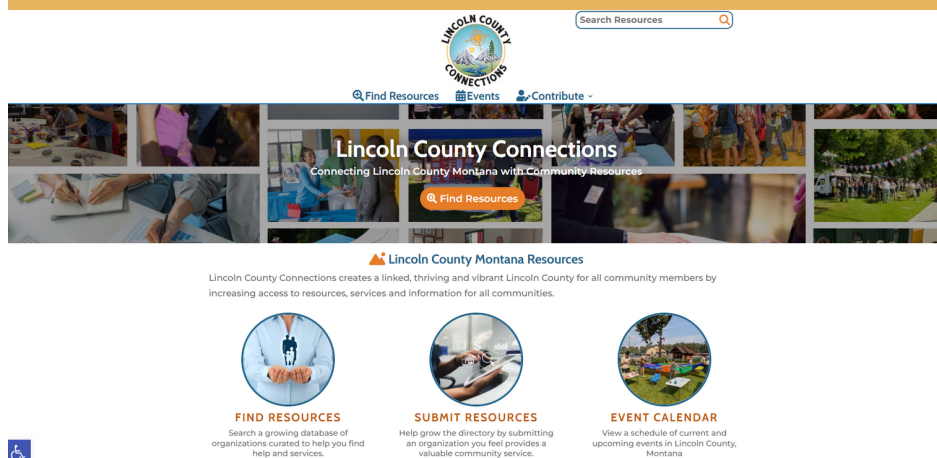 LINCOLN COUNTY
CONNECTIONS
Search Resources
Find Resources
Events
Contribute
Lincoln County Connections
Connecting Lincoln County Montana with Community Resources
Find Resources
Lincoln County Montana Resources
Lincoln County Connections creates a linked, thriving and vibrant Lincoln County for all community members by
increasing access to resources, services and information for all communities.
FIND RESOURCES
Search a growing database of
organizations curated to help you find
help and services.
SUBMIT RESOURCES
Help grow the directory by submitting
an organization you feel provides a
valuable community service.
EVENT CALENDAR
View a schedule of current and
upcoming events in Lincoln County,
Montana